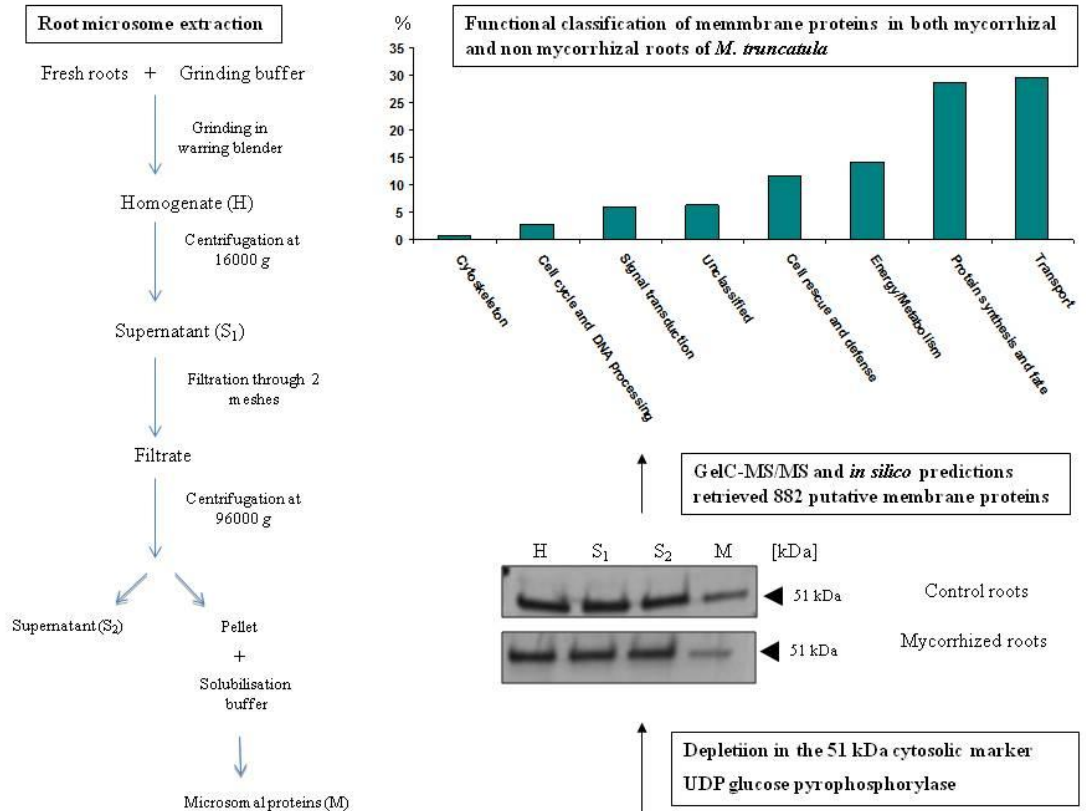 Root microsome extraction
Fresh roots + Grinding buffer
Grinding in
warring blender
Homogenate (H)
Centrifugation at
16000 g
Supernatant (S1)
Filtration through 2
meshes
Filtrate
Centrifugation at
96000 g
Supernatant (S2)
Pellet
+
Solubilisation
buffer
Microsomal proteins (M)
%
Functional classification of memmbrane proteins in both mycorrhizal
and non mycorrhizal roots of M. truncatula
35
30
25
20
15
10
5
0
Cytoskeleton
Cell cycle and DNA processing
Signal transduction
Unclassified
Cell rescue and defense
Energy/Metabolism
Protein synthesis and fate
Transport
GelC-MS/MS and in silico predictions
retrieved 882 putative membrane proteins
H S1 S2 M [kDa]
51 kDa Control roots
51 kDa Mycorrhized roots
Depletiion in the 51 kDa cytosolic marker
UDP glucose pyrophosphorylase